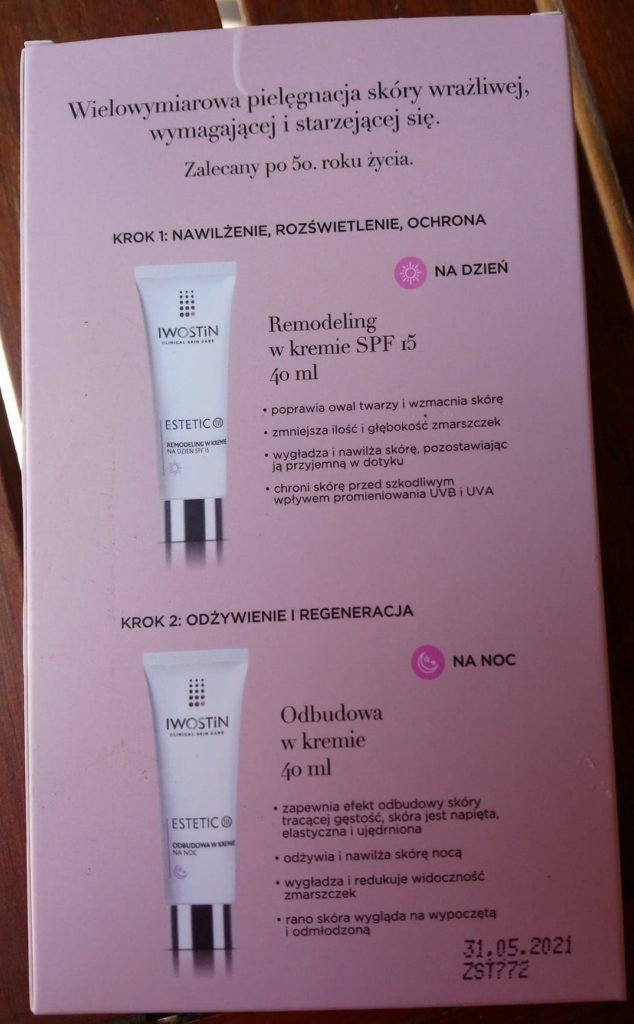 Wielowymiarowa pielęgnacja skóry wrażliwej,
wymagającej i starzejącej się.
Zalecany po 50. roku życia.
KROK 1: NAWILŻENIE, ROZŚWIETLENIE, OCHRONA
NA DZIEŃ
IWOSTiN
CLINICAL SKIN CARE
ESTETIC
REMODELING W KREMIE
NA DZIEŃ SPF 15
Remodeling
w kremie SPF 15
40 ml
• poprawia owal twarzy i wzmacnia skórę
• zmniejsza ilość i głębokość zmarszczek
• wygładza i nawilża skórę, pozostawiając
ją przyjemną w dotyku
• chroni skórę przed szkodliwym
wpływem promieniowania UVB i UVA
KROK 2: ODŻYWIENIE I REGENERACJA
NA NOC
IWOSTiN
CLINICAL SKIN CARE
ESTETIC
ODBUDOWA W KREMIE
NA NOC
Odbudowa
w kremie
40 ml
• zapewnia efekt odbudowy skóry
tracącej gęstość, skóra jest napięta,
elastyczna i ujędrniona
• odżywia i nawilża skórę nocą
• wygładza i redukuje widoczność
zmarszczek
• rano skóra wygląda na wypoczętą
i odmłodzoną
31.05.2021
ZST772